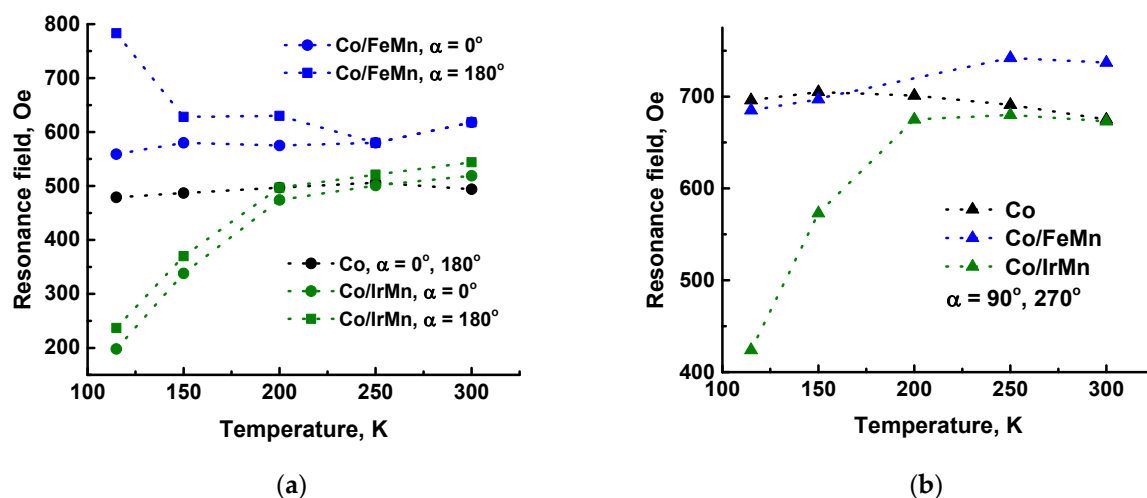 800
700
600
500
400
300
200
Resonance field, Oe
Co/FeMn, α = 0°
Co/FeMn, α = 180°
Co, α = 0°, 180°
Co/IrMn, α = 0°
Co/IrMn, α = 180°
100 150 200 250 300
Temperature, K
(a)
700
600
500
400
Resonance field, Oe
Co
Co/FeMn
Co/IrMn
α = 90°, 270°
100 150 200 250 300
Temperature, K
(b)